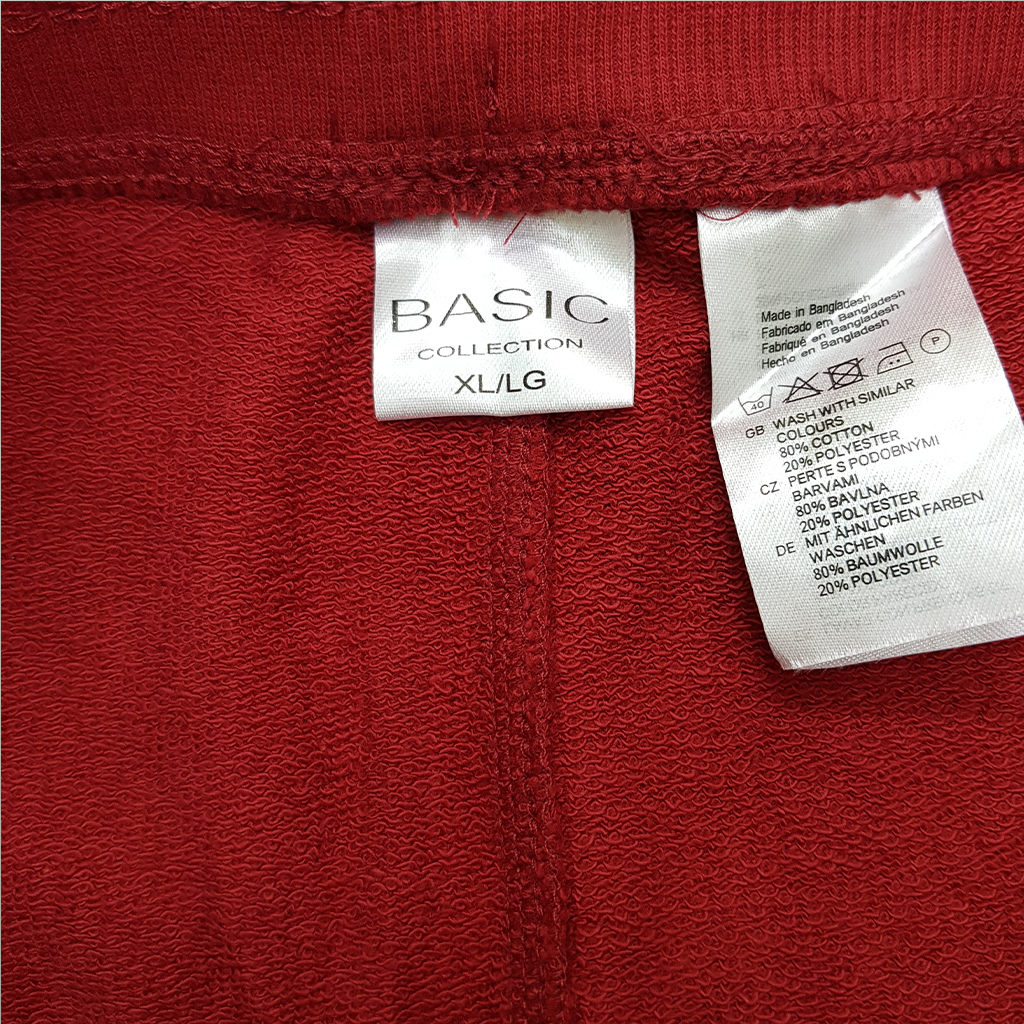 BASIC
COLLECTION
XL/LG
Made in Bangladesh
Fabricado em Bangladesh
Fabriqué en Bangladesh
Hecho en Bangladesh
40
P
GB WASH WITH SIMILAR
COLOURS
80% COTTON
20% POLYESTER
CZ PERTE S PODOBNÝMI
BARVAMI
80% BAVLNA
20% POLYESTER
DE MIT ÄHNLICHEN FARBEN
WASCHEN
80% BAUMWOLLE
20% POLYESTER